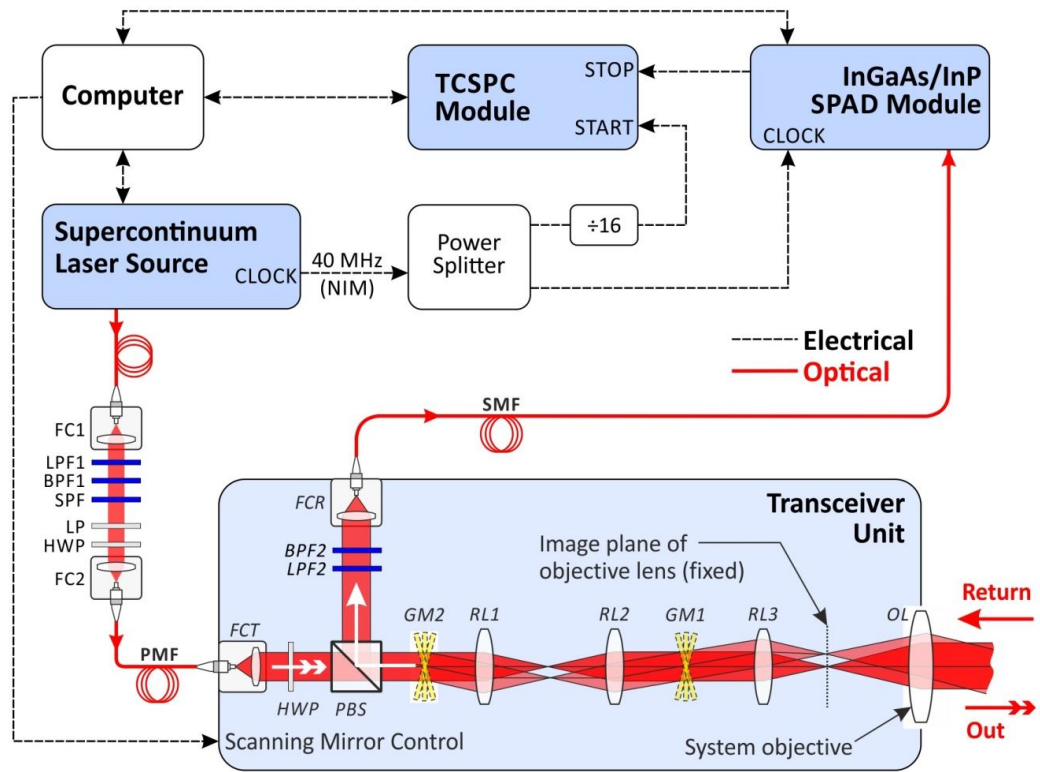 Computer
TCSPC
Module
STOP
START
InGaAs/InP
SPAD Module
CLOCK
Supercontinuum
Laser Source
CLOCK
40 MHz
(NIM)
Power
Splitter
÷16
Electrical
Optical
SMF
FC1
LPF1
BPF1
SPF
LP
HWP
FC2
PMF
FCR
BPF2
LPF2
Transceiver
Unit
Image plane of
objective lens (fixed)
Return
FCT
GM2
RL1
RL2
GM1
RL3
OL
HWP
PBS
Out
Scanning Mirror Control
System objective